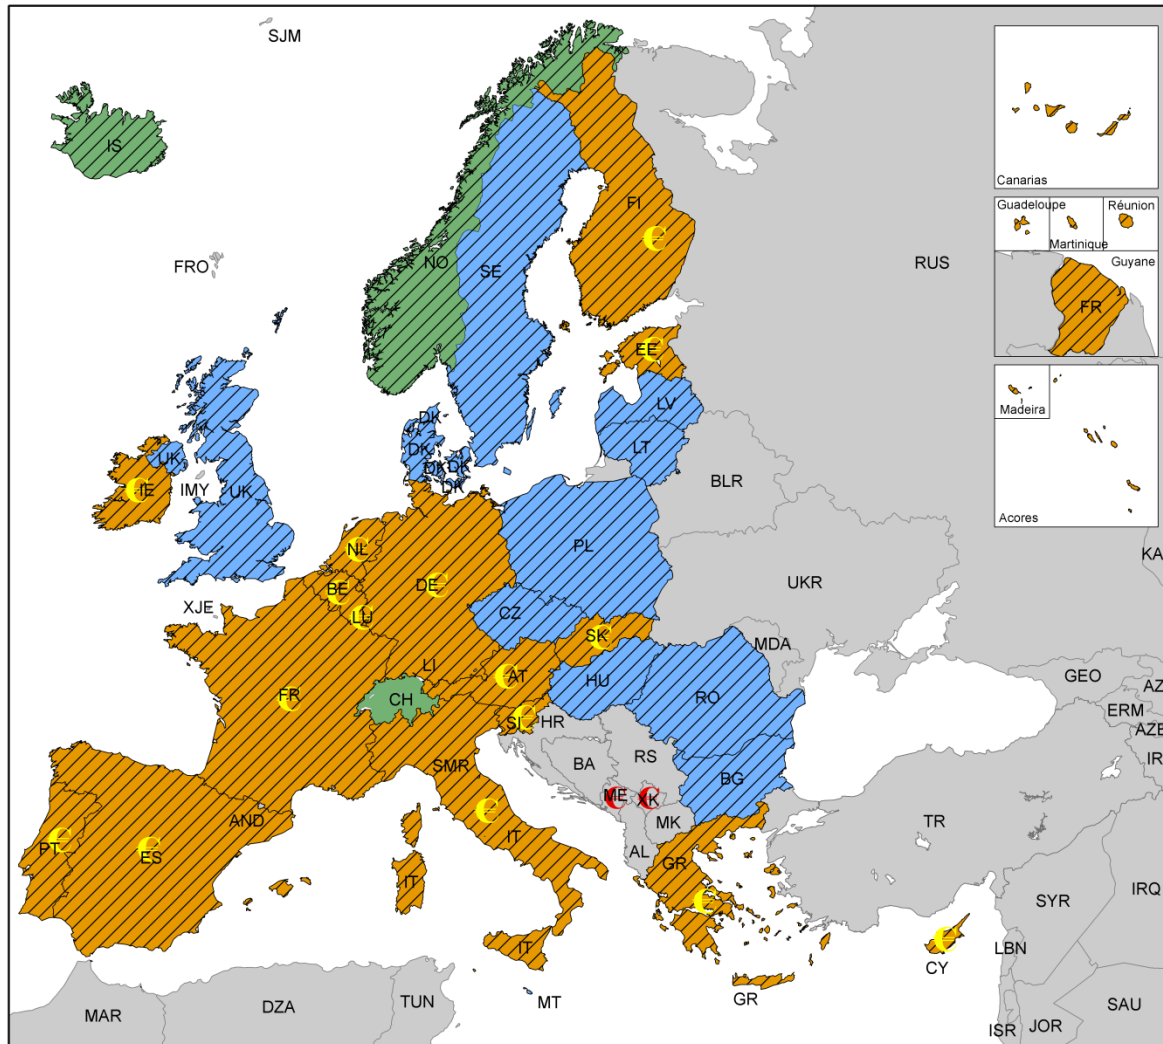 SJM
IS
Canarias
FI
Guadeloupe
Réunion
Martinique
Guyane
FRO
NO
SE
RUS
FR
€
EE
€
LV
Madeira
DK
DK
DK
DK
DK
LT
UK
IE
€
IMY
UK
BLR
Acores
PL
NL
€
KA
DE
€
BE
€
UKR
XJE
LU
€
CZ
SK
€
MDA
LI
AT
€
HU
GEO
AZ
FR
€
CH
RO
ERM
SL
€
HR
AZE
SMR
BA
RS
IR
BG
ME
€
XK
€
AND
€
IT
MK
TR
PT
€
ES
€
AL
GR
IT
€
SYR
IRQ
IT
€
CY
LBN
MT
GR
MAR
DZA
TUN
ISR
JOR
SAU